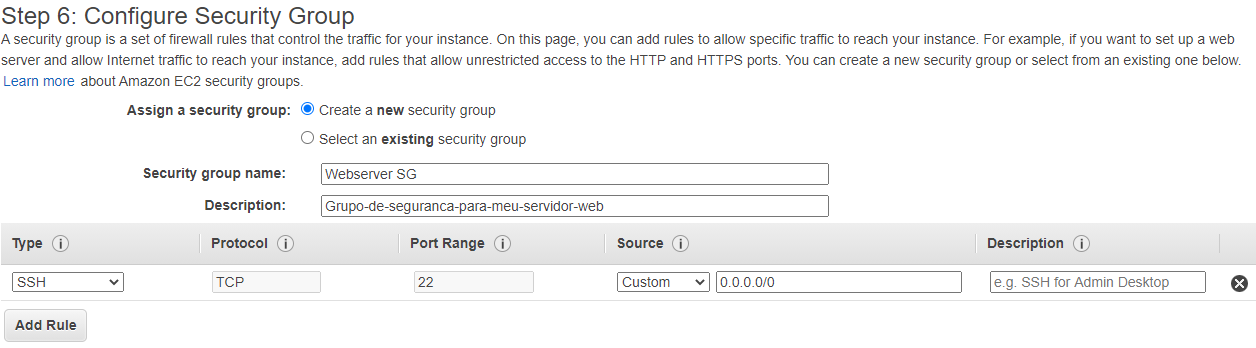 Step 6: Configure Security Group
A security group is a set of firewall rules that control the traffic for your instance. On this page, you can add rules to allow specific traffic to reach your instance. For example, if you want to set up a web
server and allow Internet traffic to reach your instance, add rules that allow unrestricted access to the HTTP and HTTPS ports. You can create a new security group or select from an existing one below.
Learn more about Amazon EC2 security groups.
Assign a security group: Create a new security group
Select an existing security group
Security group name: Webserver SG
Description: Grupo-de-seguranca-para-meu-servidor-web
Type i Protocol i Port Range i Source i Description i
SSH TCP 22 Custom 0.0.0.0/0 e.g. SSH for Admin Desktop
Add Rule